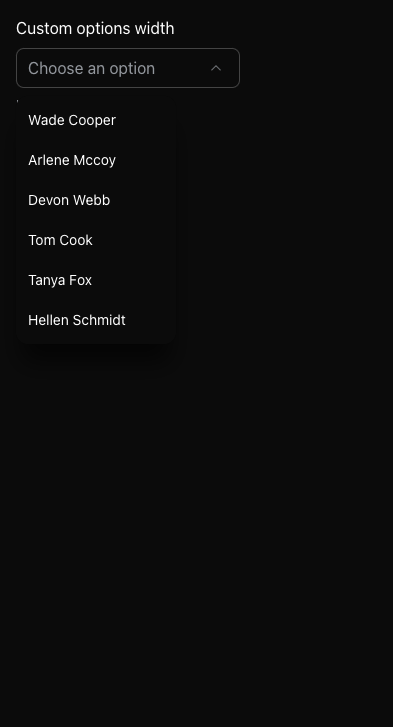 Custom options width
Choose an option
Wade Cooper
Arlene Mccoy
Devon Webb
Tom Cook
Tanya Fox
Hellen Schmidt